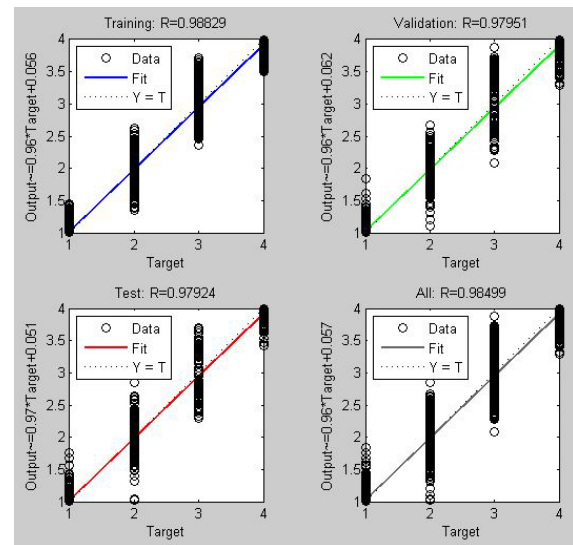 Training: R=0.98829
Output~=0.96*Target+0.056
4
3.5
3
2.5
2
1.5
1
Data
Fit
Y = T
1 2 3 4
Target
Validation: R=0.97951
Output~=0.96*Target+0.062
4
3.5
3
2.5
2
1.5
1
Data
Fit
Y = T
1 2 3 4
Target
Test: R=0.97924
Output~=0.97*Target+0.051
4
3.5
3
2.5
2
1.5
1
Data
Fit
Y = T
1 2 3 4
Target
All: R=0.98499
Output~=0.96*Target+0.057
4
3.5
3
2.5
2
1.5
1
Data
Fit
Y = T
1 2 3 4
Target